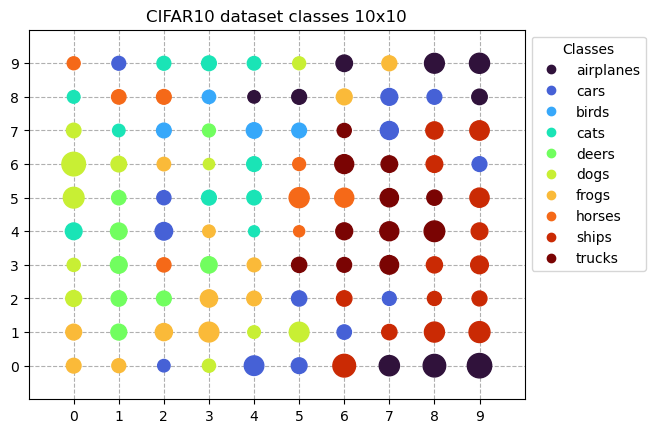 CIFAR10 dataset classes 10x10
9
8
7
6
5
4
3
2
1
0
0 1 2 3 4 5 6 7 8 9
Classes
airplanes
cars
birds
cats
deers
dogs
frogs
horses
ships
trucks